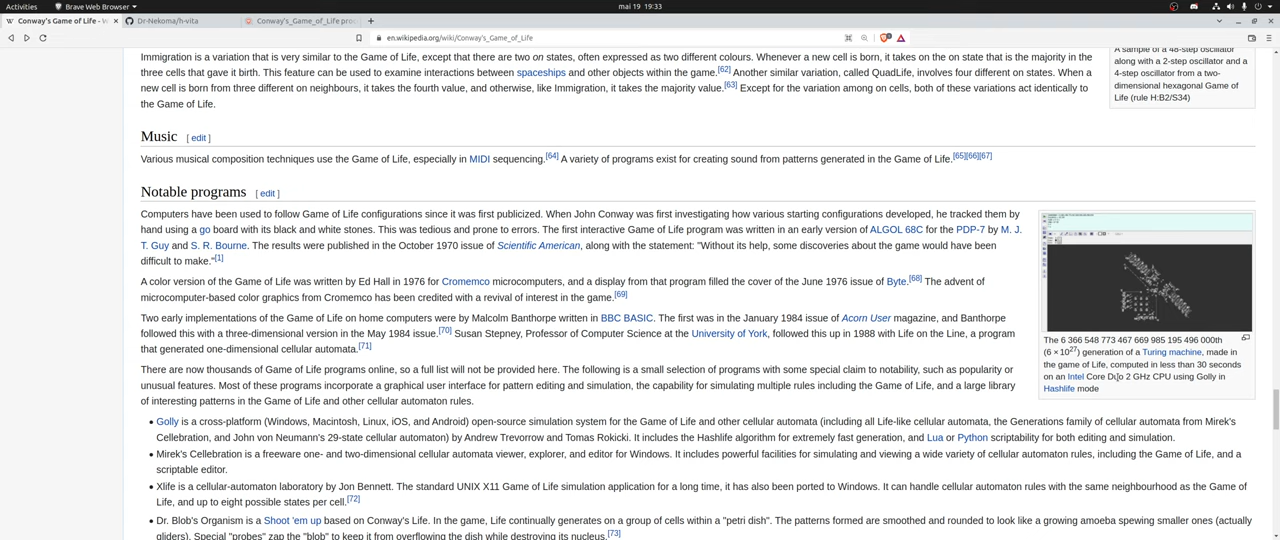 Activities
Brave Web Browser
mai 19 19:33
Conway's Game of Life - W
Dr-Nekoma/h-vita
Conway's_Game_of_Life pro
en.wikipedia.org/wiki/Conway's_Game_of_Life
Immigration is a variation that is very similar to the Game of Life, except that there are two on states, often expressed as two different colours. Whenever a new cell is born, it takes on the on state that is the majority in the
three cells that gave it birth. This feature can be used to examine interactions between spaceships and other objects within the game.[62] Another similar variation, called QuadLife, involves four different on states. When a
new cell is born from three different on neighbours, it takes the fourth value, and otherwise, like Immigration, it takes the majority value.[63] Except for the variation among on cells, both of these variations act identically to
the Game of Life.
A sample of a 48-step oscillator
along with a 2-step oscillator and a
4-step oscillator from a two-
dimensional hexagonal Game of
Life (rule H:B2/S34)
Music [ edit ]
Various musical composition techniques use the Game of Life, especially in MIDI sequencing.[64] A variety of programs exist for creating sound from patterns generated in the Game of Life.[65][66][67]
Notable programs [ edit ]
Computers have been used to follow Game of Life configurations since it was first publicized. When John Conway was first investigating how various starting configurations developed, he tracked them by
hand using a go board with its black and white stones. This was tedious and prone to errors. The first interactive Game of Life program was written in an early version of ALGOL 68C for the PDP-7 by M. J.
T. Guy and S. R. Bourne. The results were published in the October 1970 issue of Scientific American, along with the statement: "Without its help, some discoveries about the game would have been
difficult to make."[1]
A color version of the Game of Life was written by Ed Hall in 1976 for Cromemco microcomputers, and a display from that program filled the cover of the June 1976 issue of Byte.[68] The advent of
microcomputer-based color graphics from Cromemco has been credited with a revival of interest in the game.[69]
Two early implementations of the Game of Life on home computers were by Malcolm Banthorpe written in BBC BASIC. The first was in the January 1984 issue of Acorn User magazine, and Banthorpe
followed this with a three-dimensional version in the May 1984 issue.[70] Susan Stepney, Professor of Computer Science at the University of York, followed this up in 1988 with Life on the Line, a program
that generated one-dimensional cellular automata.[71]
There are now thousands of Game of Life programs online, so a full list will not be provided here. The following is a small selection of programs with some special claim to notability, such as popularity or
unusual features. Most of these programs incorporate a graphical user interface for pattern editing and simulation, the capability for simulating multiple rules including the Game of Life, and a large library
of interesting patterns in the Game of Life and other cellular automaton rules.
The 6 366 548 773 467 669 985 195 496 000th
(6 × 1027) generation of a Turing machine, made in
the game of Life, computed in less than 30 seconds
on an Intel Core Duo 2 GHz CPU using Golly in
Hashlife mode
• Golly is a cross-platform (Windows, Macintosh, Linux, iOS, and Android) open-source simulation system for the Game of Life and other cellular automata (including all Life-like cellular automata, the Generations family of cellular automata from Mirek's
Cellebration, and John von Neumann's 29-state cellular automaton) by Andrew Trevorrow and Tomas Rokicki. It includes the Hashlife algorithm for extremely fast generation, and Lua or Python scriptability for both editing and simulation.
• Mirek's Cellebration is a freeware one- and two-dimensional cellular automata viewer, explorer, and editor for Windows. It includes powerful facilities for simulating and viewing a wide variety of cellular automaton rules, including the Game of Life, and a
scriptable editor.
• Xlife is a cellular-automaton laboratory by Jon Bennett. The standard UNIX X11 Game of Life simulation application for a long time, it has also been ported to Windows. It can handle cellular automaton rules with the same neighbourhood as the Game of
Life, and up to eight possible states per cell.[72]
• Dr. Blob's Organism is a Shoot 'em up based on Conway's Life. In the game, Life continually generates on a group of cells within a "petri dish". The patterns formed are smoothed and rounded to look like a growing amoeba spewing smaller ones (actually
gliders). Special "probes" zap the "blob" to keep it from overflowing the dish while destroying its nucleus.[73]